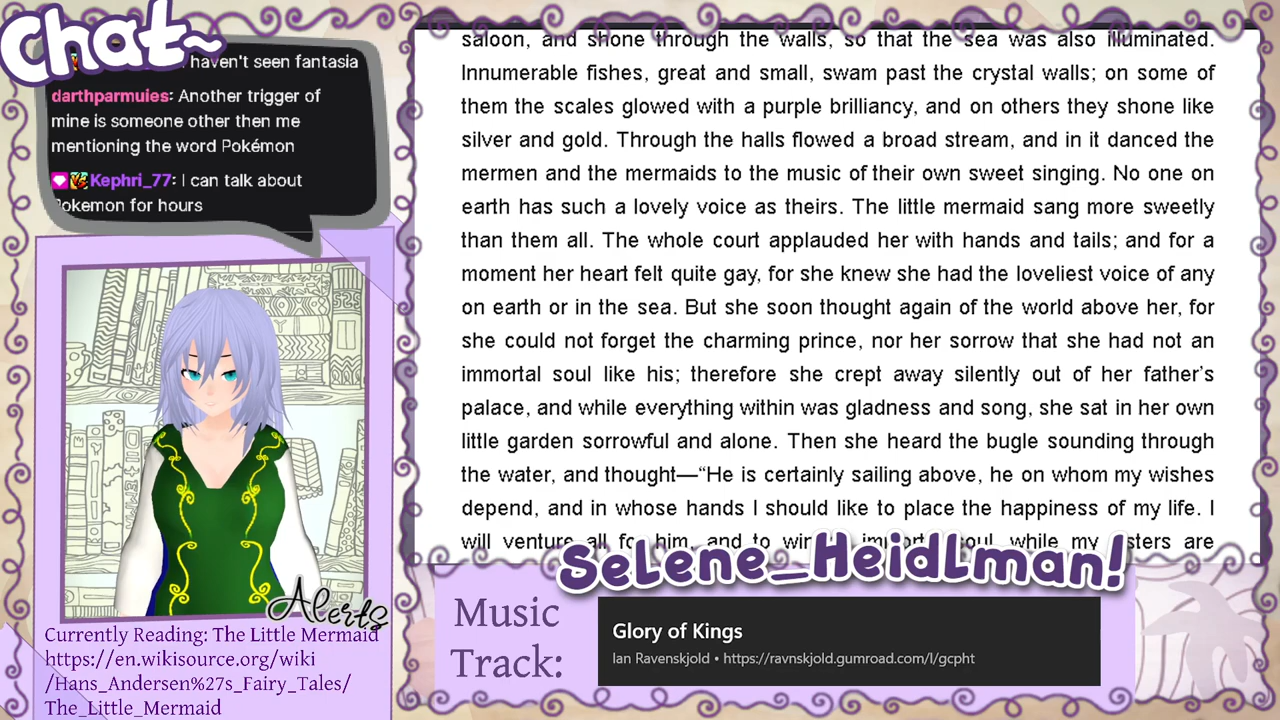 Chat~
haven't seen fantasia
darthparmuies: Another trigger of
mine is someone other then me
mentioning the word Pokémon
Kephri_77: I can talk about
Pokemon for hours
saloon, and shone through the walls, so that the sea was also illuminated.
Innumerable fishes, great and small, swam past the crystal walls; on some of
them the scales glowed with a purple brilliancy, and on others they shone like
silver and gold. Through the halls flowed a broad stream, and in it danced the
mermen and the mermaids to the music of their own sweet singing. No one on
earth has such a lovely voice as theirs. The little mermaid sang more sweetly
than them all. The whole court applauded her with hands and tails; and for a
moment her heart felt quite gay, for she knew she had the loveliest voice of any
on earth or in the sea. But she soon thought again of the world above her, for
she could not forget the charming prince, nor her sorrow that she had not an
immortal soul like his; therefore she crept away silently out of her father's
palace, and while everything within was gladness and song, she sat in her own
little garden sorrowful and alone. Then she heard the bugle sounding through
the water, and thought—“He is certainly sailing above, he on whom my wishes
depend, and in whose hands I should like to place the happiness of my life. I
will venture all for him, and to win soul, while my sisters are
Selene_Heidlman!
Alerts
Currently Reading: The Little Mermaid
https://en.wikisource.org/wiki
/Hans_Andersen%27s_Fairy_Tales/
The_Little_Mermaid
Music
Track:
Glory of Kings
Ian Ravenskjold • https://ravnskjold.gumroad.com/l/gcpht